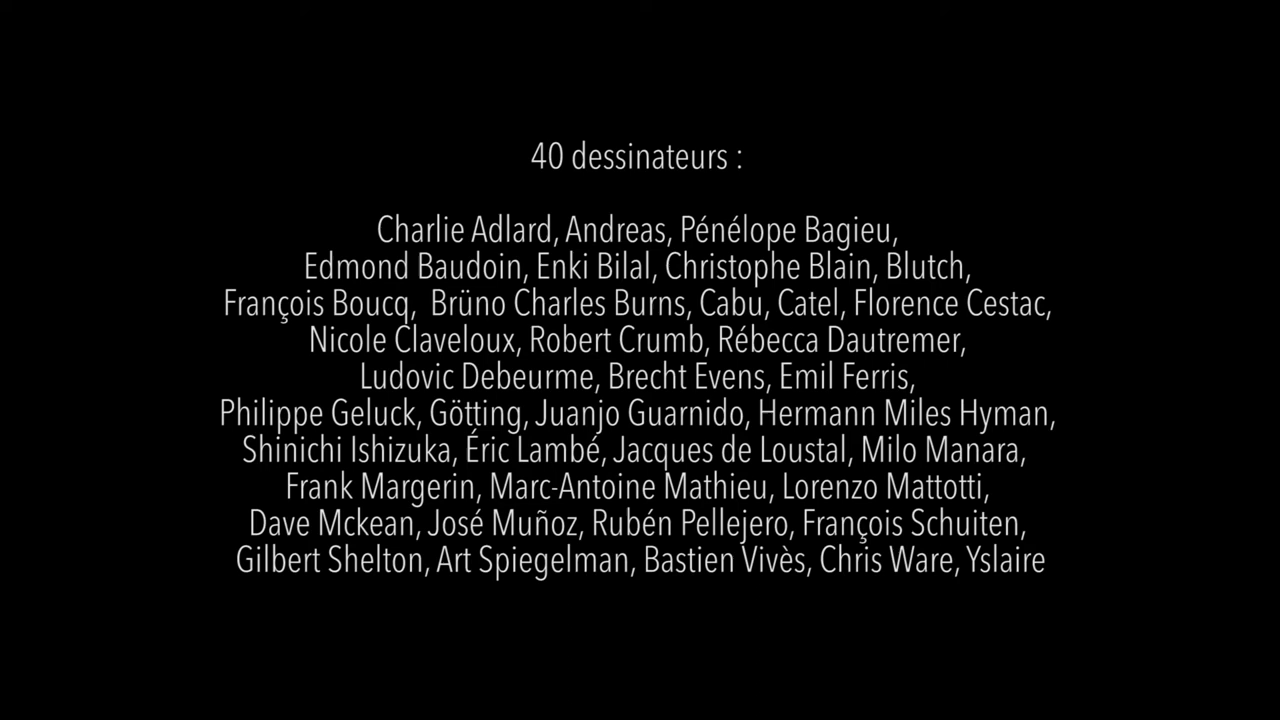 40 dessinateurs :
Charlie Adlard, Andreas, Pénélope Bagieu,
Edmond Baudoin, Enki Bilal, Christophe Blain, Blutch,
François Boucq,  Brüno Charles Burns, Cabu, Catel, Florence Cestac,
Nicole Claveloux, Robert Crumb, Rébecca Dautremer,
Ludovic Debeurme, Brecht Evens, Emil Ferris,
Philippe Geluck, Götting, Juanjo Guarnido, Hermann Miles Hyman,
Shinichi Ishizuka, Éric Lambé, Jacques de Loustal, Milo Manara,
Frank Margerin, Marc-Antoine Mathieu, Lorenzo Mattotti,
Dave Mckean, José Muñoz, Rubén Pellejero, François Schuiten,
Gilbert Shelton, Art Spiegelman, Bastien Vivès, Chris Ware, Yslaire